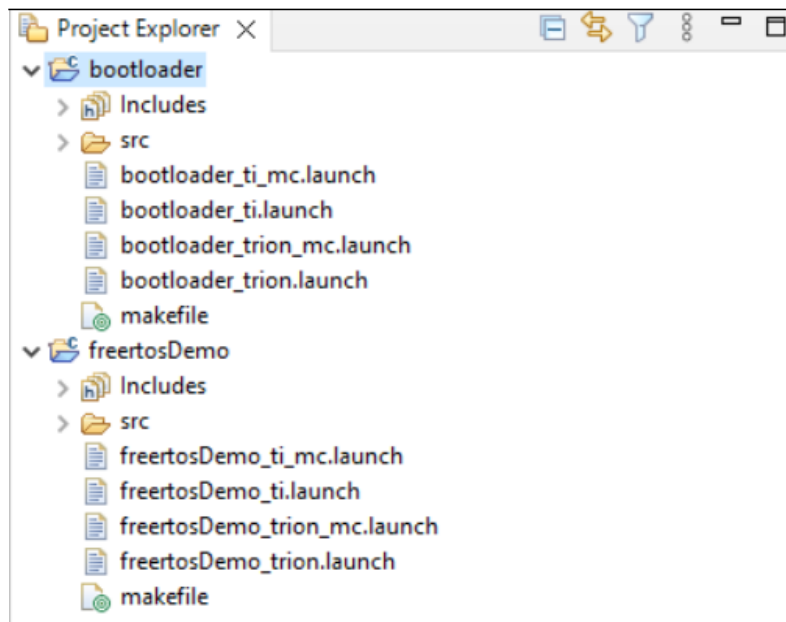 Project Explorer
bootloader
Includes
src
bootloader_ti_mc.launch
bootloader_ti.launch
bootloader_trion_mc.launch
bootloader_trion.launch
makefile
freertosDemo
Includes
src
freertosDemo_ti_mc.launch
freertosDemo_ti.launch
freertosDemo_trion_mc.launch
freertosDemo_trion.launch
makefile